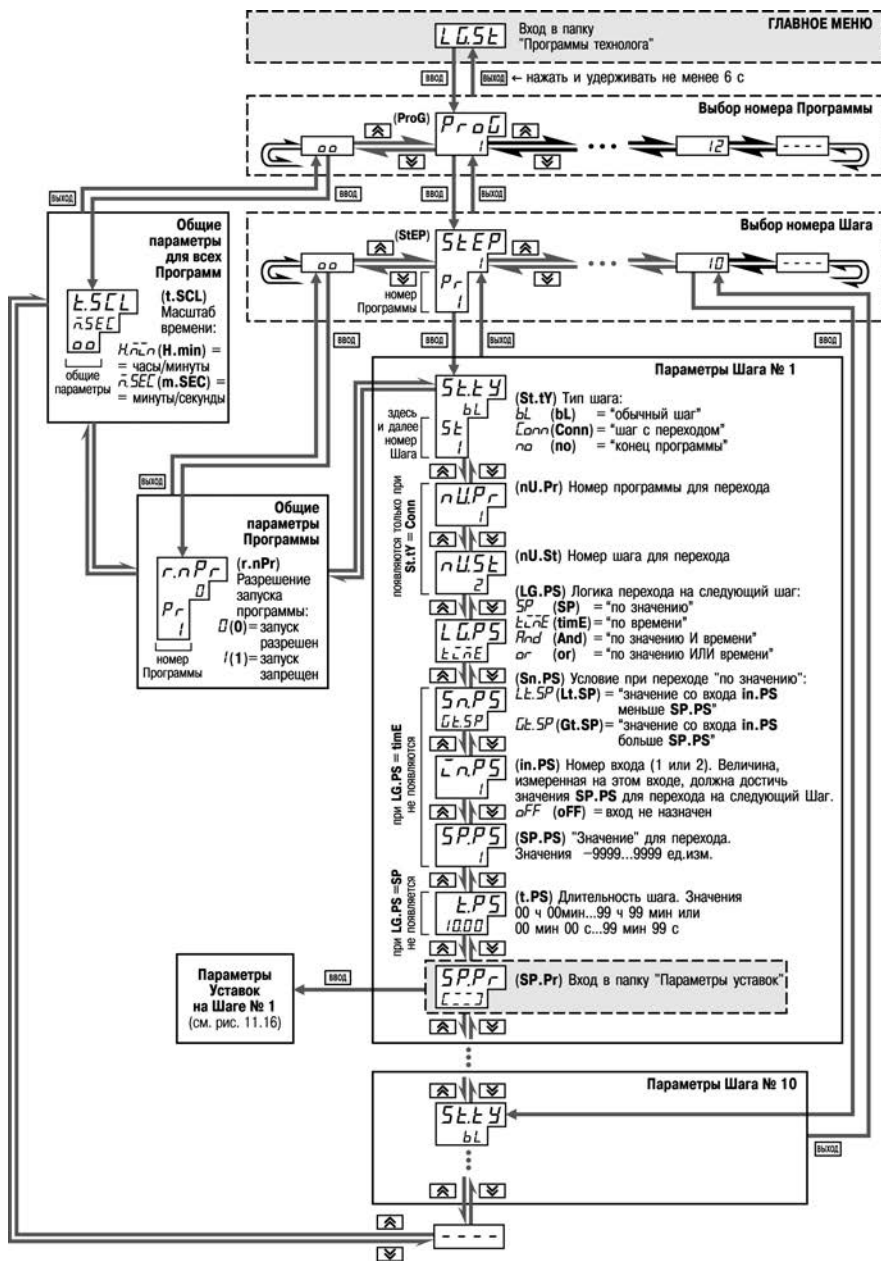 ГЛАВНОЕ МЕНЮ
LG.St
Вход в папку
"Программы технолога"
ВВОД
ВЫХОД
← нажать и удерживать не менее 6 с
Выбор номера Программы
(ProG)
ProG
1
oo
...
12
- - - -
ВЫХОД
ВВОД
ВВОД
ВЫХОД
Выбор номера Шага
(StEP)
StEP
1
Pr
1
номер
Программы
oo
...
10
- - - -
Общие
параметры
для всех
Программ
t.SCL
m.SEC
oo
общие
параметры
(t.SCL)
Масштаб
времени:
H.min (H.min) =
= часы/минуты
m.SEC (m.SEC) =
= минуты/секунды
ВВОД
ВВОД
ВЫХОД
ВВОД
ВЫХОД
Параметры Шага № 1
St.tY
bL
St
1
здесь
и далее
номер
Шага
(St.tY) Тип шага:
bL (bL) = "обычный шаг"
Conn (Conn) = "шаг с переходом"
no (no) = "конец программы"
появляются только при
St.tY = Conn
nU.Pr
1
(nU.Pr) Номер программы для перехода
nU.St
2
(nU.St) Номер шага для перехода
Общие
параметры
Программы
r.nPr
0
Pr
1
номер
Программы
(r.nPr)
Разрешение
запуска
программы:
0 (0) = запуск
разрешен
1 (1) = запуск
запрещен
LG.PS
timE
(LG.PS) Логика перехода на следующий шаг:
SP (SP) = "по значению"
timE (timE) = "по времени"
And (And) = "по значению И времени"
or (or) = "по значению ИЛИ времени"
при LG.PS = timE
не появляются
Sn.PS
Gt.SP
(Sn.PS) Условие при переходе "по значению":
Lt.SP (Lt.SP) = "значение со входа in.PS
меньше SP.PS"
Gt.SP (Gt.SP) = "значение со входа in.PS
больше SP.PS"
in.PS
1
(in.PS) Номер входа (1 или 2). Величина,
измеренная на этом входе, должна достичь
значения SP.PS для перехода на следующий Шаг.
oFF (oFF) = вход не назначен
SP.PS
1
(SP.PS) "Значение" для перехода.
Значения −9999...9999 ед.изм.
при LG.PS =SP
не появляется
t.PS
10.00
(t.PS) Длительность шага. Значения
00 ч 00мин...99 ч 99 мин или
00 мин 00 с...99 мин 99 с
Параметры
Уставок
на Шаге № 1
(см. рис. 11.16)
ВВОД
SP.Pr
[- - -]
(SP.Pr) Вход в папку "Параметры уставок"
Параметры Шага № 10
St.tY
bL
ВЫХОД
- - - -